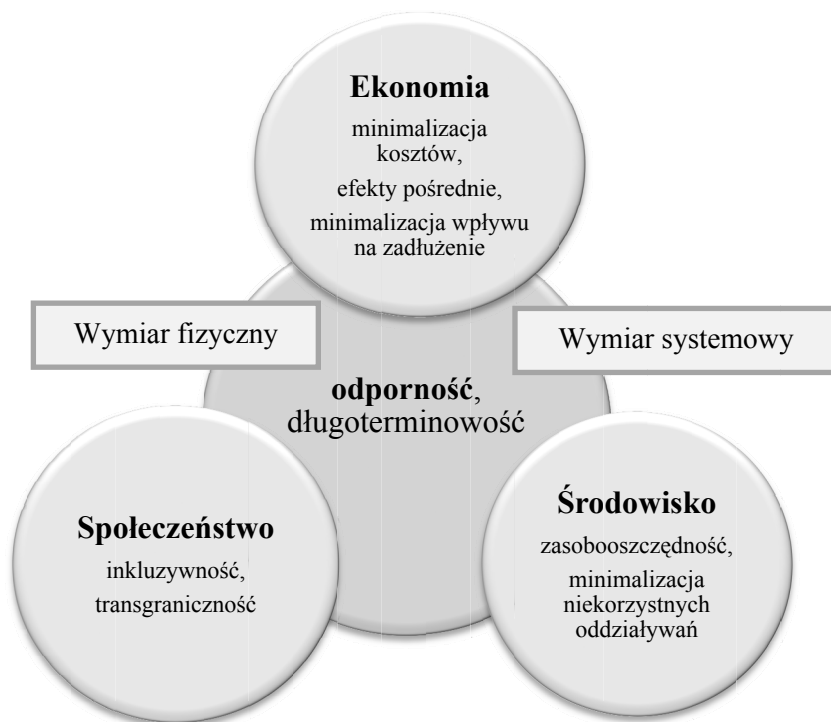 Ekonomia
minimalizacja
kosztów,
efekty pośrednie,
minimalizacja wpływu
na zadłużenie
Wymiar fizyczny
Wymiar systemowy
odporność,
długoterminowość
Społeczeństwo
inkluzywność,
transgraniczność
Środowisko
zasobooszczędność,
minimalizacja
niekorzystnych
oddziaływań